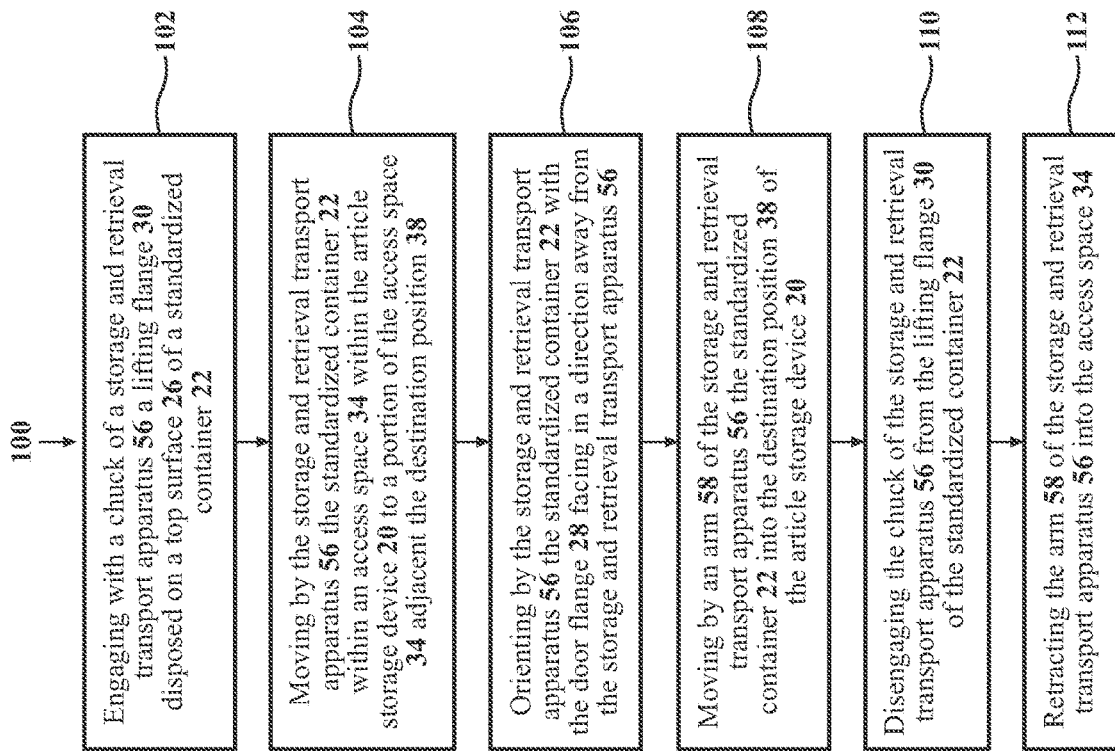 100
Engaging with a chuck of a storage and retrieval
transport apparatus 56 a lifting flange 30
disposed on a top surface 26 of a standardized
container 22
102
Moving by the storage and retrieval transport
apparatus 56 the standardized container 22
within an access space 34 within the article
storage device 20 to a portion of the access space
34 adjacent the destination position 38
104
Orienting by the storage and retrieval transport
apparatus 56 the standardized container 22 with
the door flange 28 facing in a direction away from
the storage and retrieval transport apparatus 56
106
Moving by an arm 58 of the storage and retrieval
transport apparatus 56 the standardized
container 22 into the destination position 38 of
the article storage device 20
108
Disengaging the chuck of the storage and retrieval
transport apparatus 56 from the lifting flange 30
of the standardized container 22
110
Retracting the arm 58 of the storage and retrieval
transport apparatus 56 into the access space 34
112